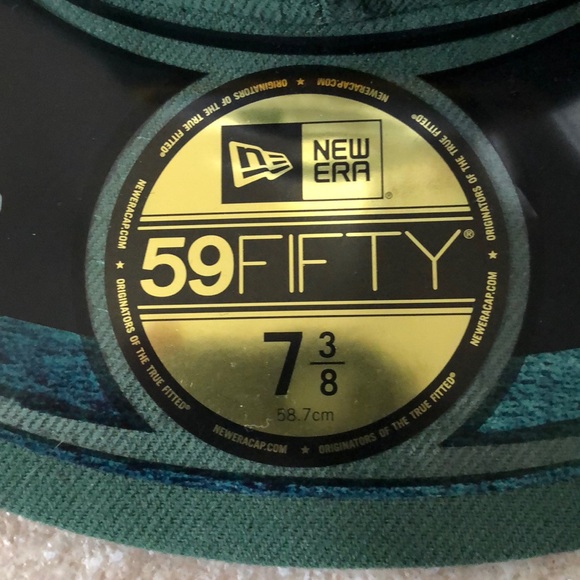 NEW
ERA
®
59FIFTY®
7 3/8
58.7cm
ORIGINATORS OF THE TRUE FITTED®
★
NEWERACAP.COM
★
ORIGINATORS OF THE TRUE FITTED®
★
NEWERACAP.COM
★
ORIGINATORS OF THE TRUE FITTED®
★
NEWERACAP.COM
★
ORIGINATORS OF THE TRUE FITTED®
★
NEWERACAP.COM
★